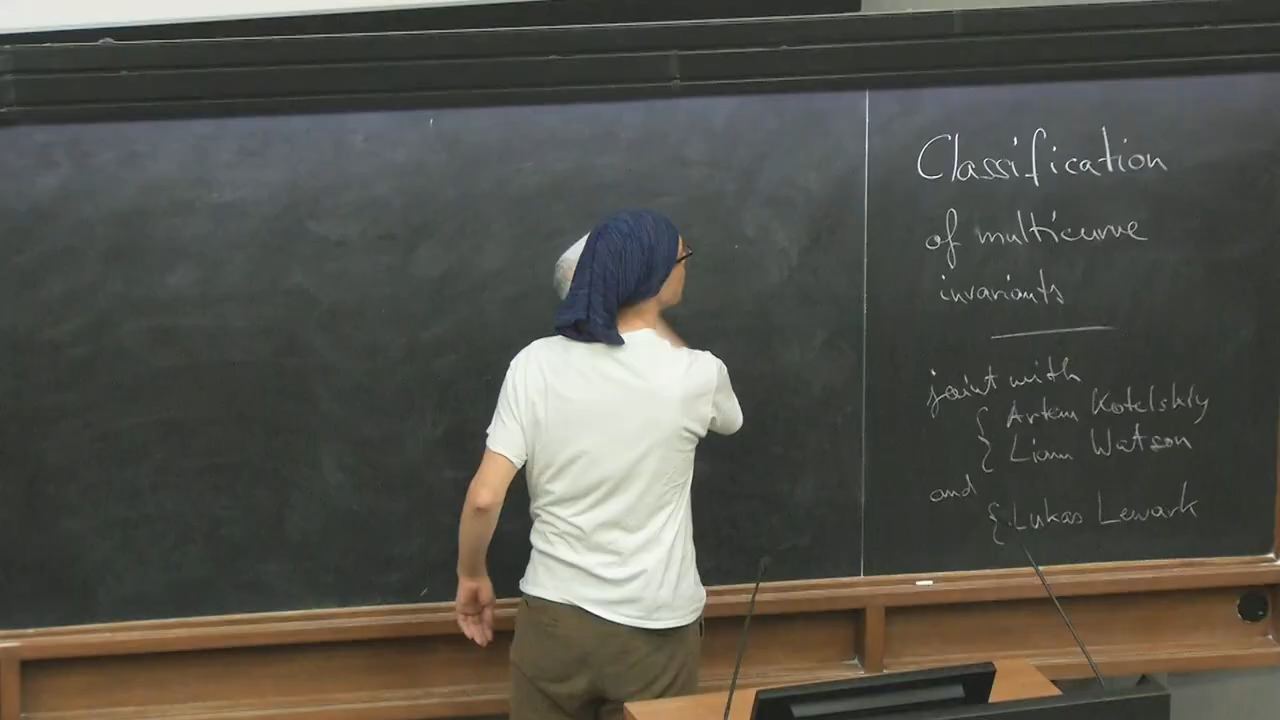 Classification
of multicurve
invariants
joint with
{ Artem Kotelskiy
Liam Watson
and
{ Lukas Lewark